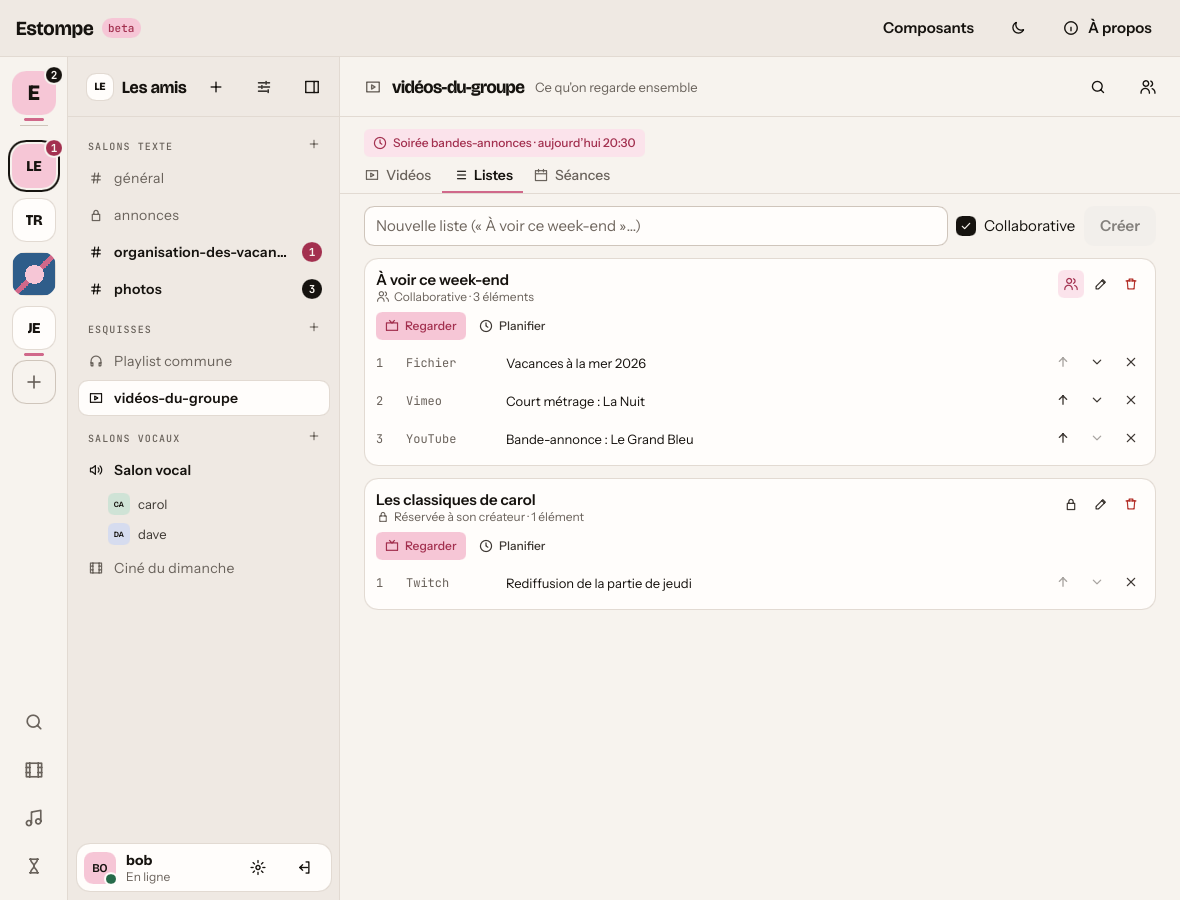 Estompe beta
Composants
À propos
E 2
LE 1
TR
JE
LE Les amis
SALONS TEXTE
général
annonces
organisation-des-vacan... 1
photos 3
ESQUISSES
Playlist commune
vidéos-du-groupe
SALONS VOCAUX
Salon vocal
CA carol
DA dave
Ciné du dimanche
BO bob
En ligne
vidéos-du-groupe Ce qu'on regarde ensemble
Soirée bandes-annonces · aujourd'hui 20:30
Vidéos Listes Séances
Nouvelle liste (« À voir ce week-end »…) Collaborative Créer
À voir ce week-end
Collaborative · 3 éléments
Regarder Planifier
1 Fichier Vacances à la mer 2026
2 Vimeo Court métrage : La Nuit
3 YouTube Bande-annonce : Le Grand Bleu
Les classiques de carol
Réservée à son créateur · 1 élément
Regarder Planifier
1 Twitch Rediffusion de la partie de jeudi